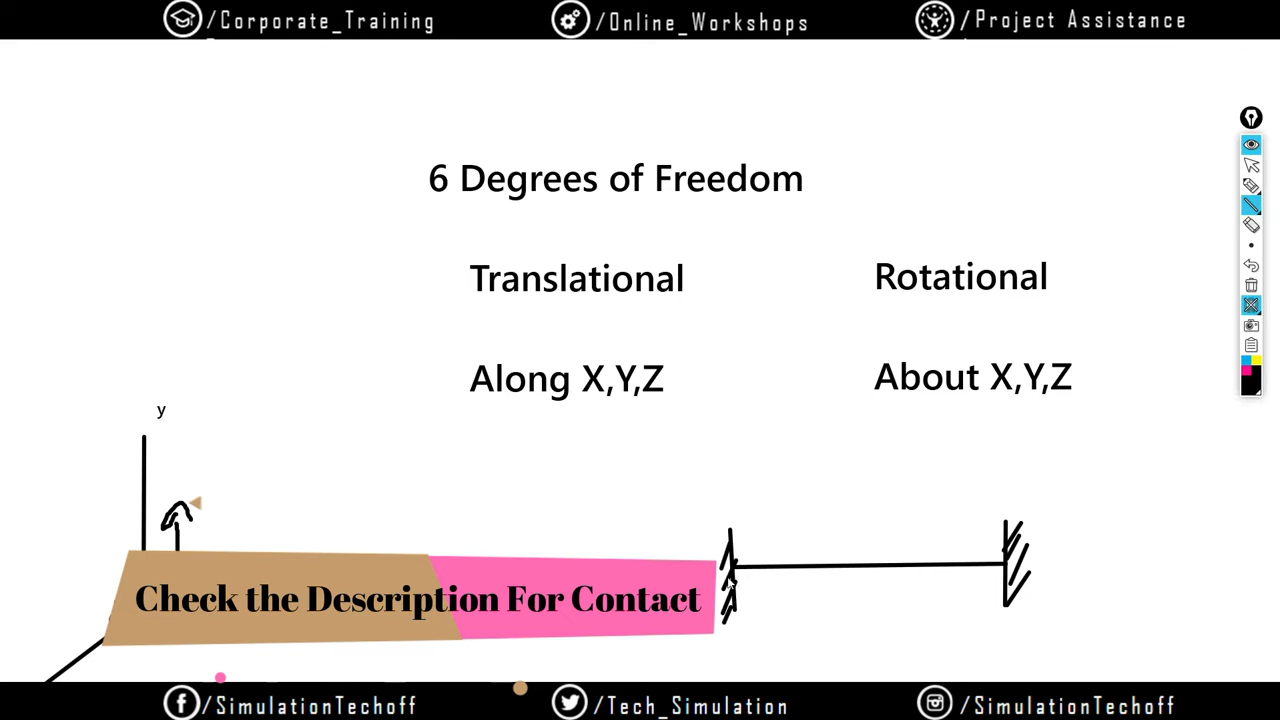 /Corporate_Training
/Online_Workshops
/Project Assistance
6 Degrees of Freedom
Translational
Rotational
Along X,Y,Z
About X,Y,Z
y
Check the Description For Contact
/SimulationTechoff
/Tech_Simulation
/SimulationTechoff